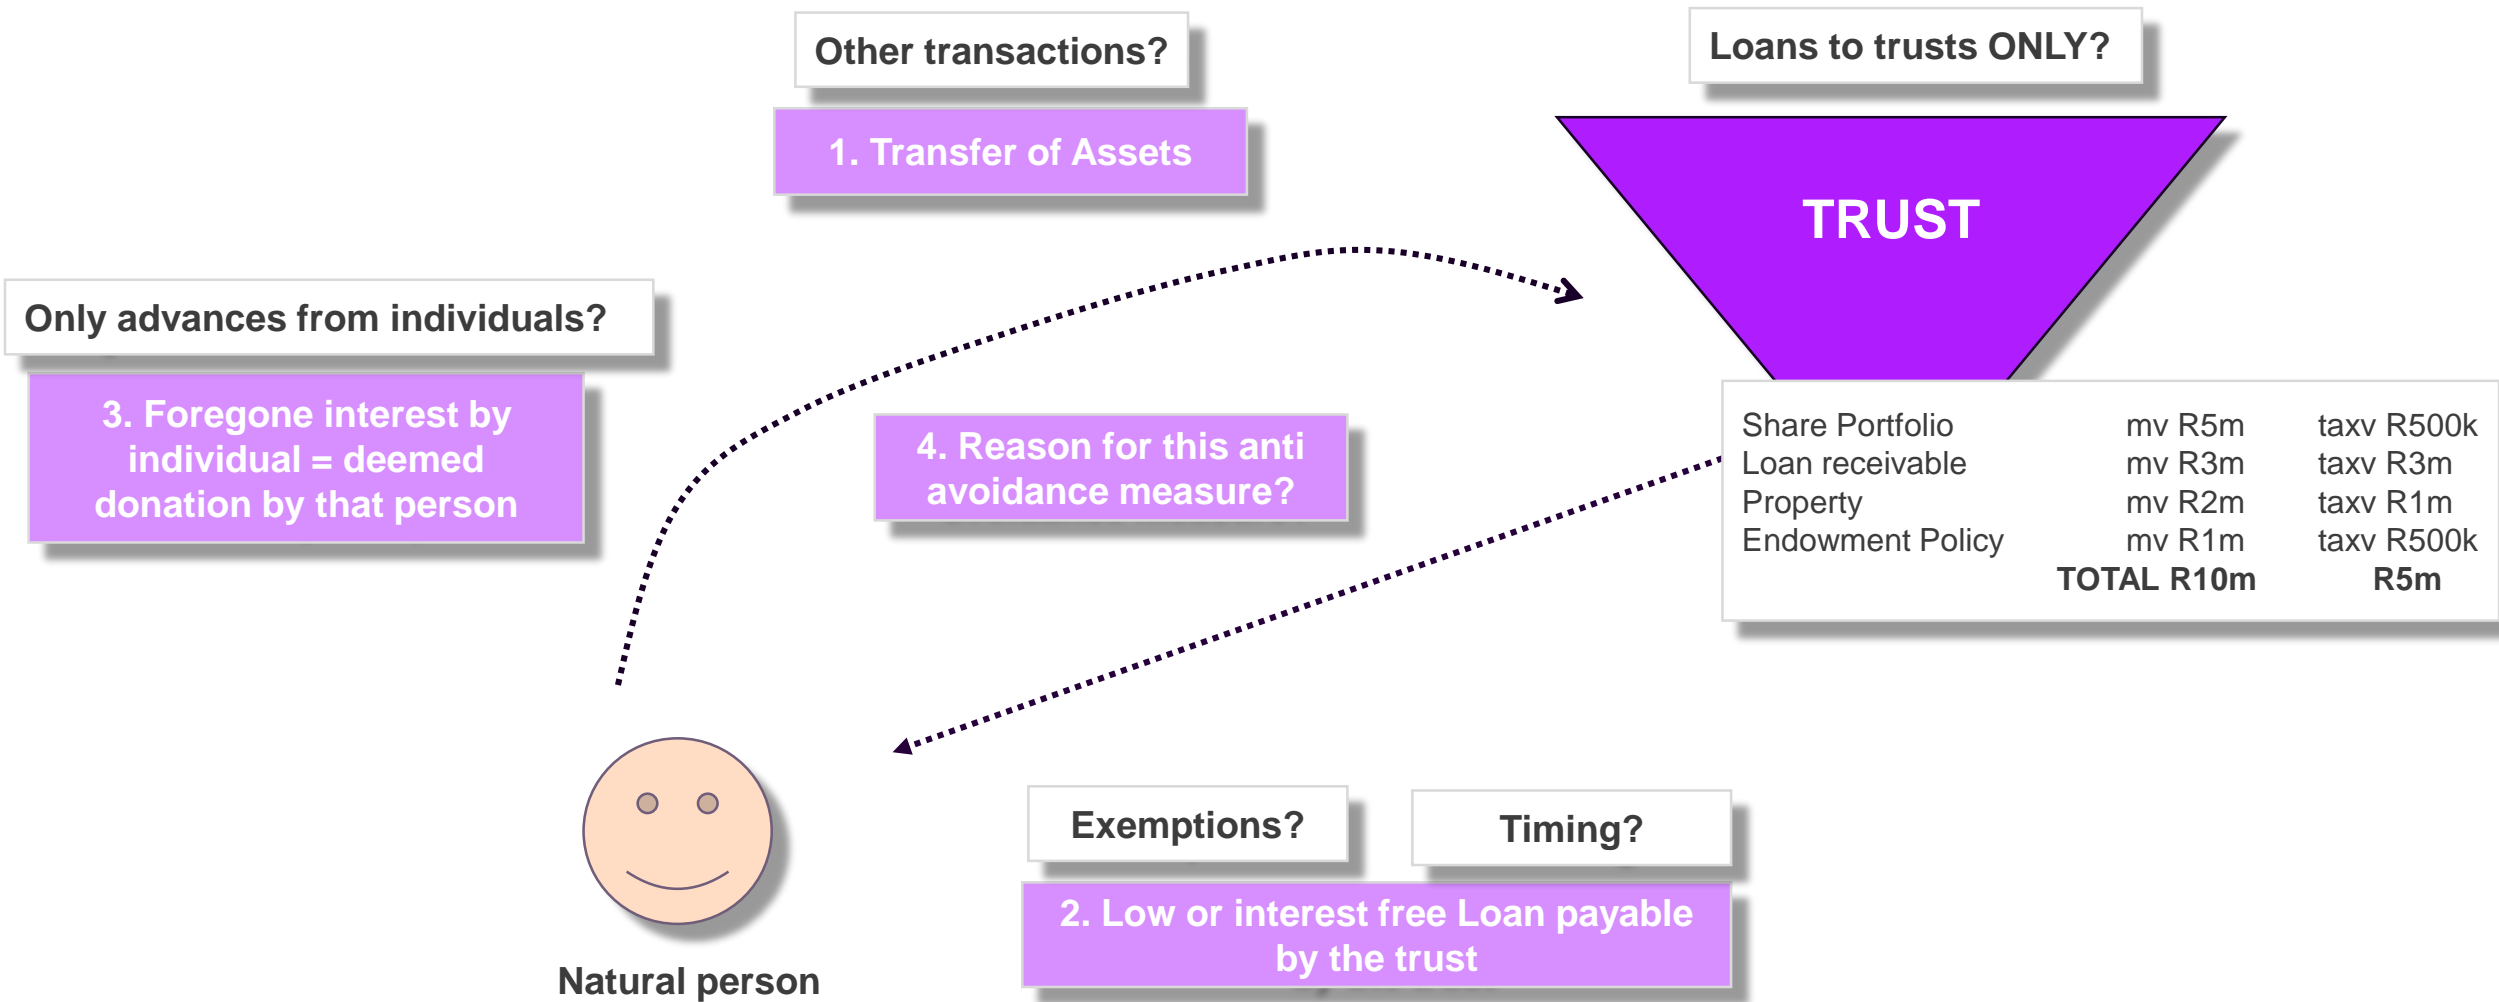 Other transactions?
Loans to trusts ONLY?
1. Transfer of Assets
TRUST
Only advances from individuals?
3. Foregone interest by
individual = deemed
donation by that person
4. Reason for this anti
avoidance measure?
Share Portfolio mv R5m taxv R500k
Loan receivable mv R3m taxv R3m
Property mv R2m taxv R1m
Endowment Policy mv R1m taxv R500k
TOTAL R10m R5m
Exemptions?
Timing?
2. Low or interest free Loan payable
by the trust
Natural person